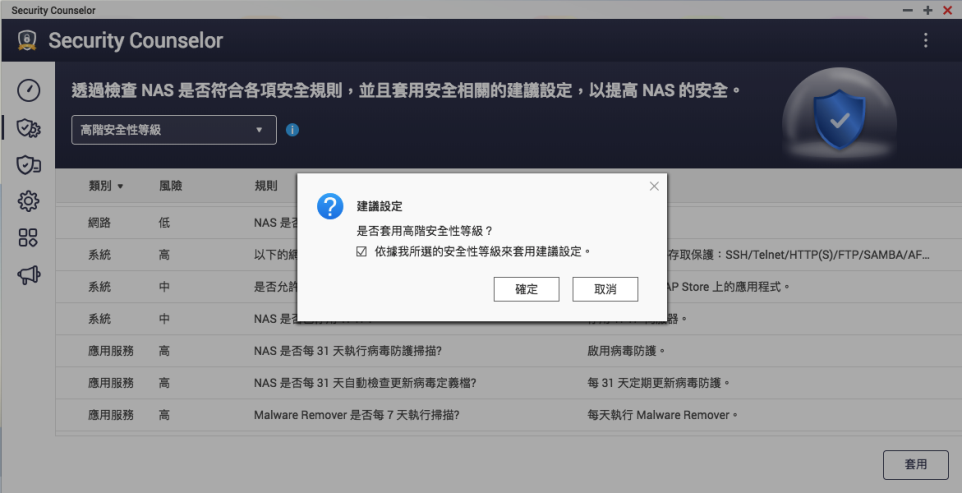 Security Counselor
Security Counselor
透過檢查 NAS 是否符合各項安全規則，並且套用安全相關的建議設定，以提高 NAS 的安全。
高階安全性等級
類別 風險 規則
建議設定
是否套用高階安全性等級？
依據我所選的安全性等級來套用建議設定。
確定 取消
網路 低 NAS 是否
系統 高 以下的網 存取保護：SSH/Telnet/HTTP(S)/FTP/SAMBA/AF...
系統 中 是否允許 AP Store 上的應用程式。
系統 中 NAS 是否
應用服務 高 NAS 是否每 31 天執行病毒防護掃描? 啟用病毒防護。
應用服務 高 NAS 是否每 31 天自動檢查更新病毒定義檔? 每 31 天定期更新病毒防護。
應用服務 高 Malware Remover 是否每 7 天執行掃描? 每天執行 Malware Remover。
套用